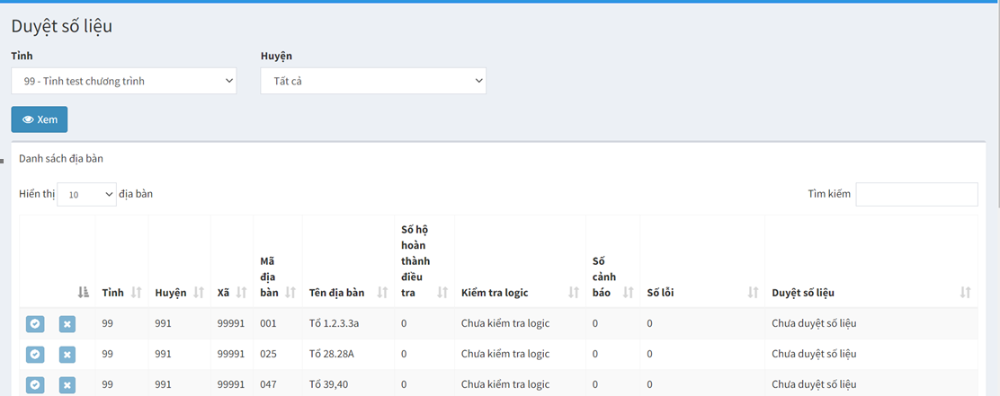 Duyệt số liệu
Tỉnh Huyện
99 - Tỉnh test chương trình Tất cả
Xem
Danh sách địa bàn
Hiển thị 10 địa bàn Tìm kiếm
Tỉnh Huyện Xã Mã địa bàn Tên địa bàn Số hộ hoàn thành điều tra Kiểm tra logic Số cảnh báo Số lỗi Duyệt số liệu
99 991 99991 001 Tổ 1.2.3.3a 0 Chưa kiểm tra logic 0 0 Chưa duyệt số liệu
99 991 99991 025 Tổ 28.28A 0 Chưa kiểm tra logic 0 0 Chưa duyệt số liệu
99 991 99991 047 Tổ 39,40 0 Chưa kiểm tra logic 0 0 Chưa duyệt số liệu